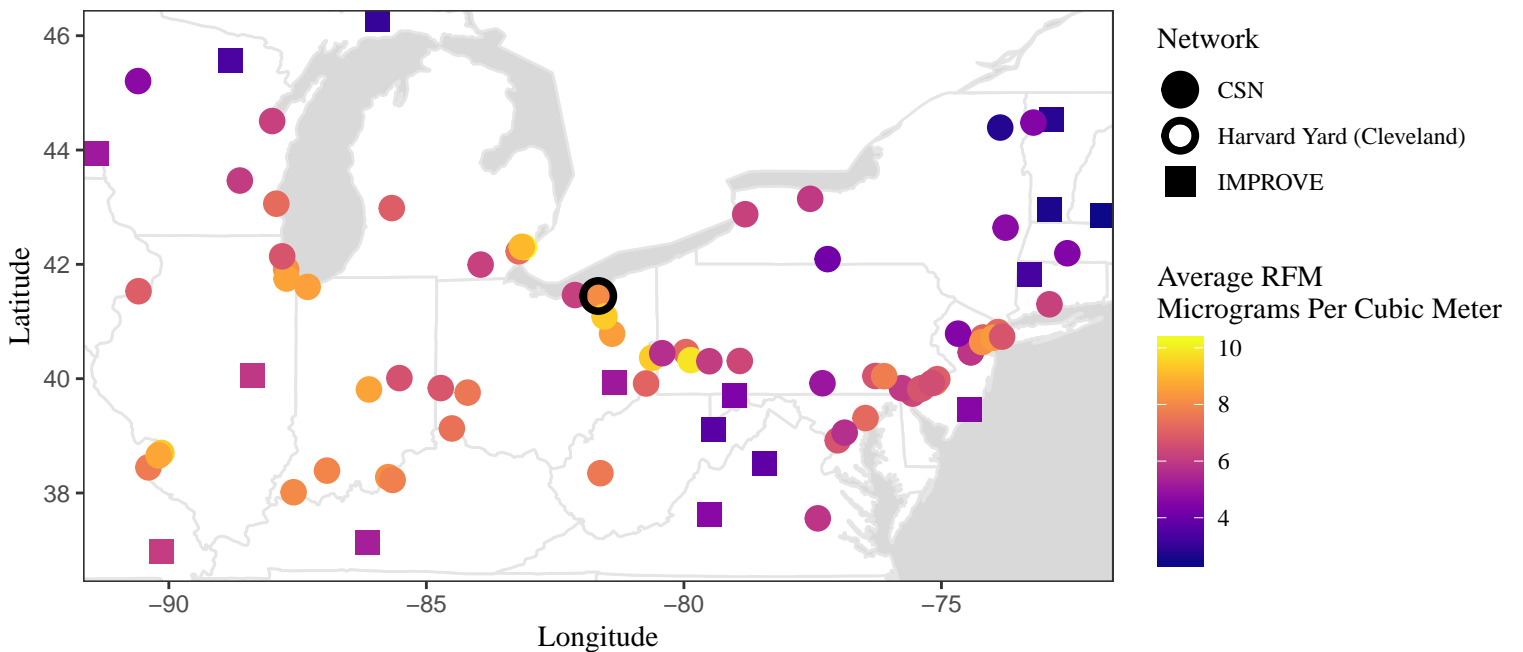 46
44
42
40
38
Latitude
−90
−85
−80
−75
Longitude
Network
CSN
Harvard Yard (Cleveland)
IMPROVE
Average RFM
Micrograms Per Cubic Meter
10
8
6
4